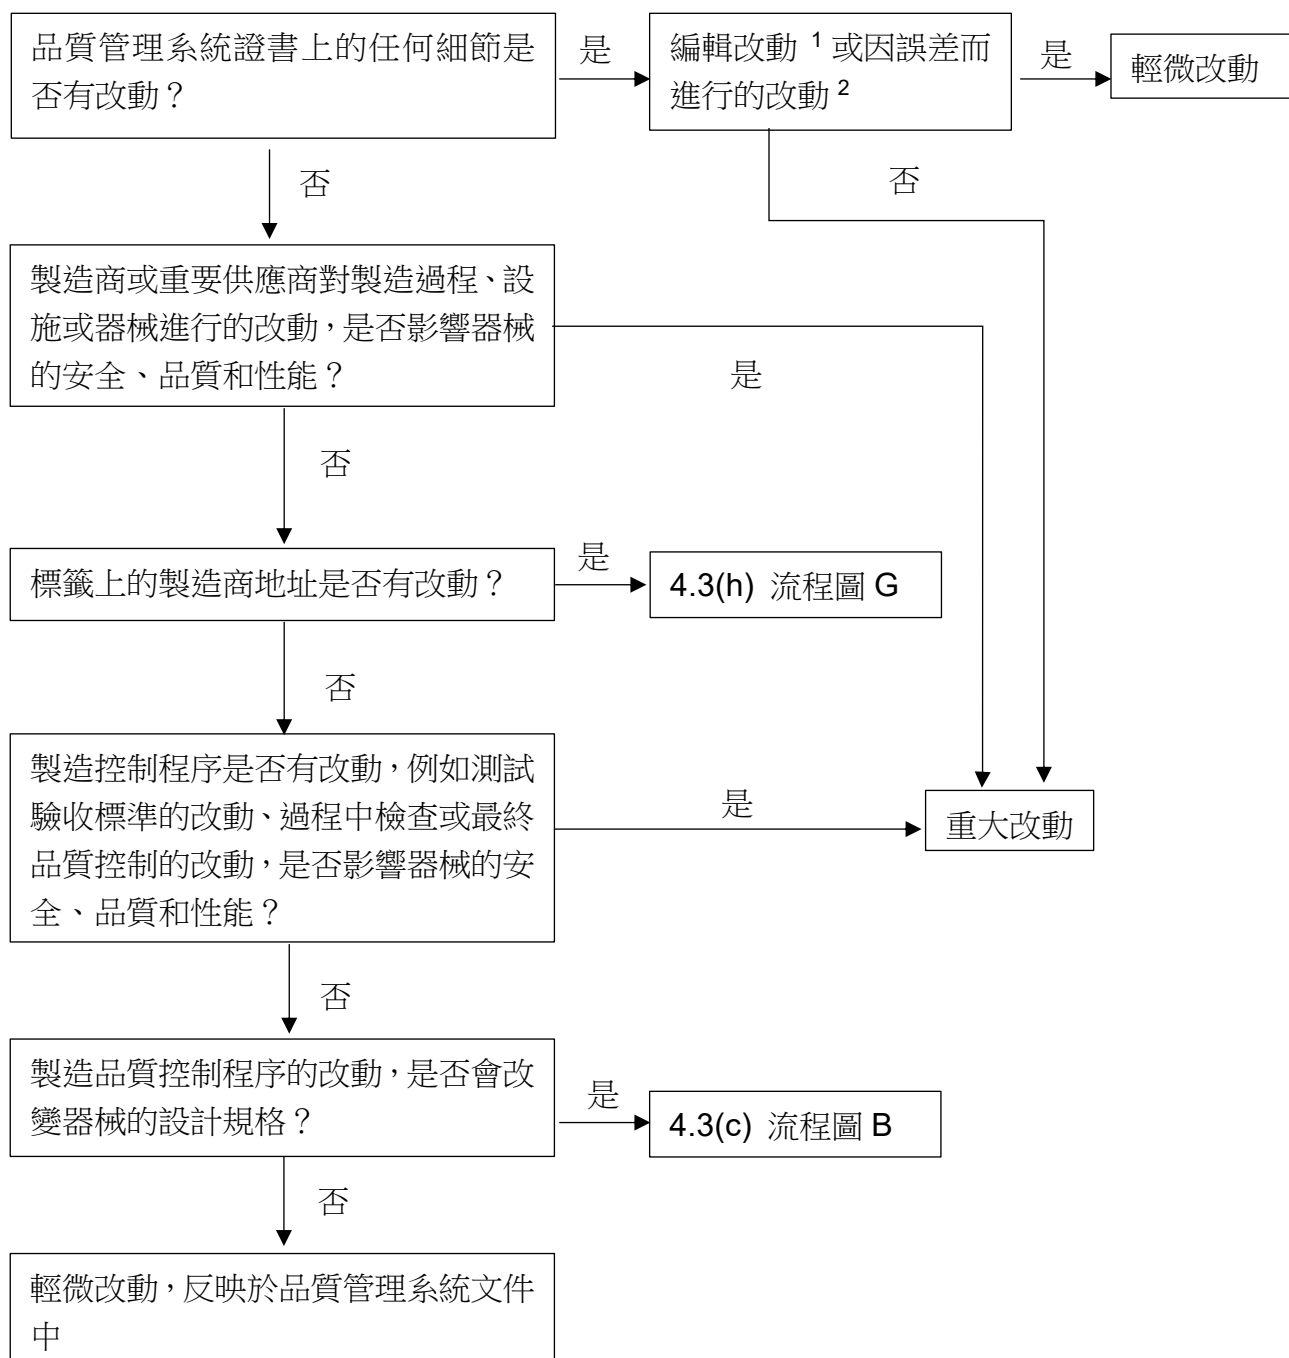 品質管理系統證書上的任何細節是
否有改動？
是
編輯改動 1 或因誤差而
進行的改動 2
是
輕微改動
否
否
製造商或重要供應商對製造過程、設
施或器械進行的改動，是否影響器械
的安全、品質和性能？
是
否
標籤上的製造商地址是否有改動？
是
4.3(h) 流程圖 G
否
製造控制程序是否有改動，例如測試
驗收標準的改動、過程中檢查或最終
品質控制的改動，是否影響器械的安
全、品質和性能？
是
重大改動
否
製造品質控制程序的改動，是否會改
變器械的設計規格？
是
4.3(c) 流程圖 B
否
輕微改動，反映於品質管理系統文件
中